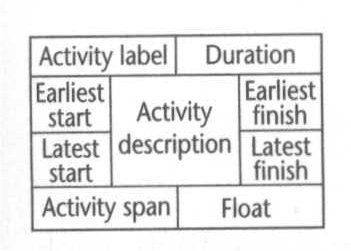 Activity label Duration
Earliest start
Activity description
Earliest finish
Latest start
Latest finish
Activity span Float